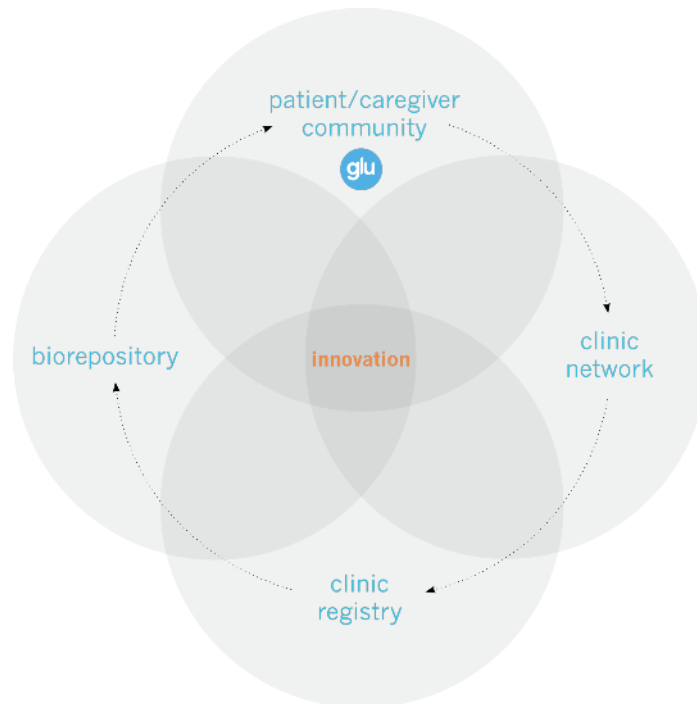 patient/caregiver
community
glu
biorepository
innovation
clinic
network
clinic
registry